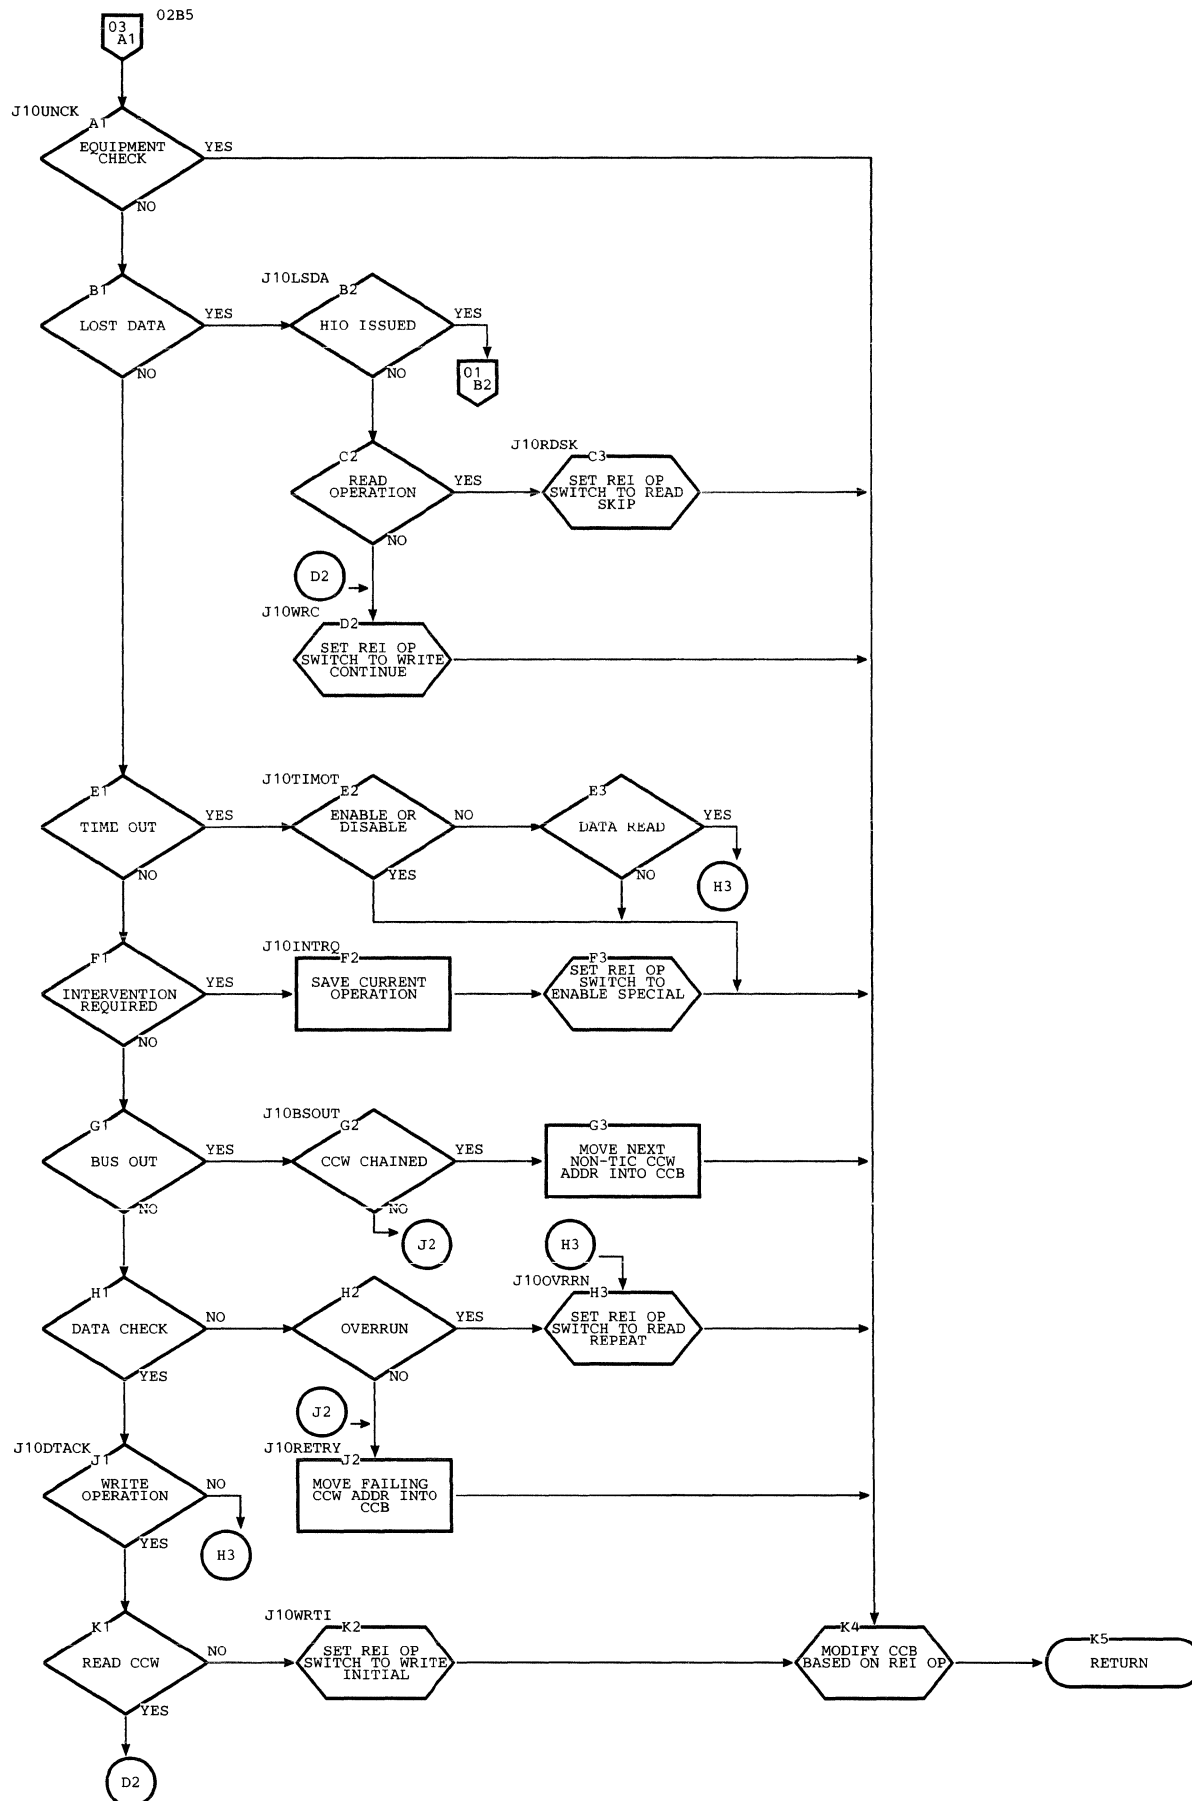 03 A1
02B5
J10UNCK
A1
EQUIPMENT
CHECK
YES
NO
B1
LOST DATA
YES
NO
J10LSDA
B2
HIO ISSUED
YES
NO
01
B2
C2
READ
OPERATION
YES
NO
J10RDSK
C3
SET REI OP
SWITCH TO READ
SKIP
D2
J10WRC
D2
SET REI OP
SWITCH TO WRITE
CONTINUE
E1
TIME OUT
YES
NO
J10TIMOT
E2
ENABLE OR
DISABLE
NO
YES
E3
DATA READ
YES
NO
H3
F1
INTERVENTION
REQUIRED
YES
NO
J10INTRQ
F2
SAVE CURRENT
OPERATION
F3
SET REI OP
SWITCH TO
ENABLE SPECIAL
G1
BUS OUT
YES
NO
J10BSOUT
G2
CCW CHAINED
YES
NO
J2
G3
MOVE NEXT
NON-TIC CCW
ADDR INTO CCB
H3
H1
DATA CHECK
NO
YES
H2
OVERRUN
YES
NO
J10OVRRN
H3
SET REI OP
SWITCH TO READ
REPEAT
J2
J10DTACK
J1
WRITE
OPERATION
NO
YES
H3
J10RETRY
J2
MOVE FAILING
CCW ADDR INTO
CCB
K1
READ CCW
NO
YES
D2
J10WRTI
K2
SET REI OP
SWITCH TO WRITE
INITIAL
K4
MODIFY CCB
BASED ON REI OP
K5
RETURN